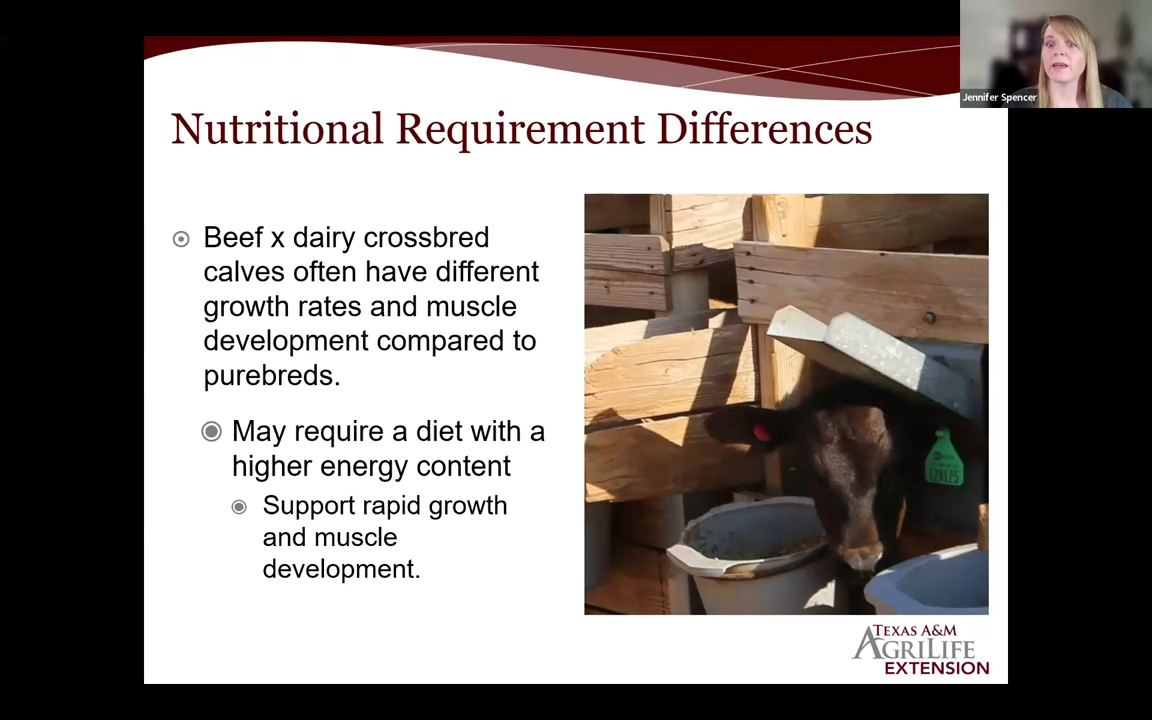 Jennifer Spencer
Nutritional Requirement Differences
Beef x dairy crossbred
calves often have different
growth rates and muscle
development compared to
purebreds.
May require a diet with a
higher energy content
Support rapid growth
and muscle
development.
TEXAS A&M
AGRILIFE
EXTENSION